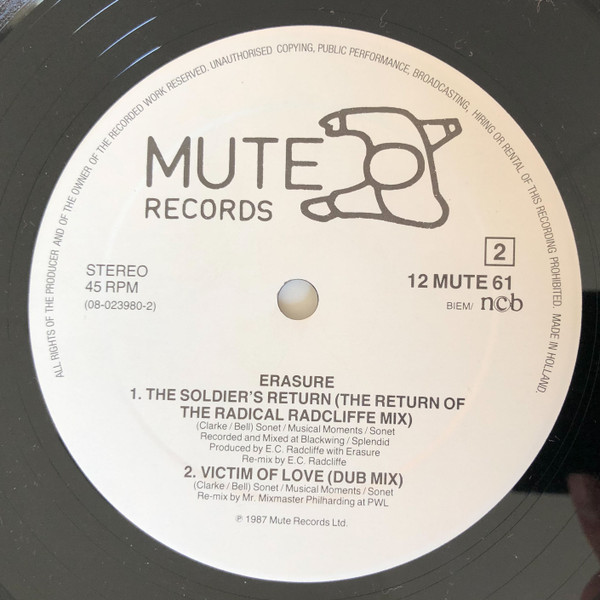 ALL RIGHTS OF THE PRODUCER AND OF THE OWNER OF THE RECORDED WORK RESERVED. UNAUTHORISED COPYING, PUBLIC PERFORMANCE, BROADCASTING, HIRING OR RENTAL OF THIS RECORDING PROHIBITED. MADE IN HOLLAND.
MUTE
RECORDS
2
STEREO
45 RPM
(08-023980-2)
12 MUTE 61
BIEM/ ncb
ERASURE
1. THE SOLDIER'S RETURN (THE RETURN OF
THE RADICAL RADCLIFFE MIX)
(Clarke / Bell) Sonet / Musical Moments / Sonet
Recorded and Mixed at Blackwing / Splendid
Produced by E.C. Radcliffe with Erasure
Re-mix by E.C. Radcliffe
2. VICTIM OF LOVE (DUB MIX)
(Clarke / Bell) Sonet / Musical Moments / Sonet
Re-mix by Mr. Mixmaster Philharding at PWL
℗ 1987 Mute Records Ltd.